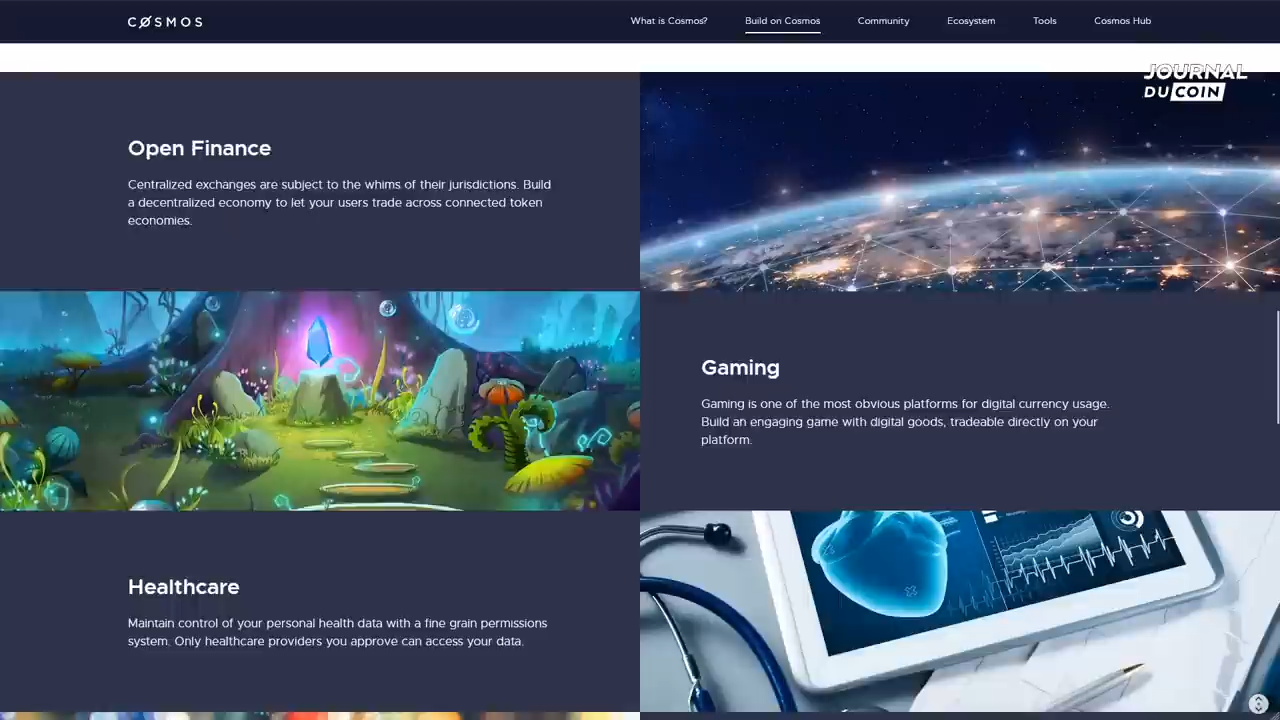 COSMOS
What is Cosmos?
Build on Cosmos
Community
Ecosystem
Tools
Cosmos Hub
JOURNAL
DU COIN
Open Finance
Centralized exchanges are subject to the whims of their jurisdictions. Build
a decentralized economy to let your users trade across connected token
economies.
Gaming
Gaming is one of the most obvious platforms for digital currency usage.
Build an engaging game with digital goods, tradeable directly on your
platform.
Healthcare
Maintain control of your personal health data with a fine grain permissions
system. Only healthcare providers you approve can access your data.